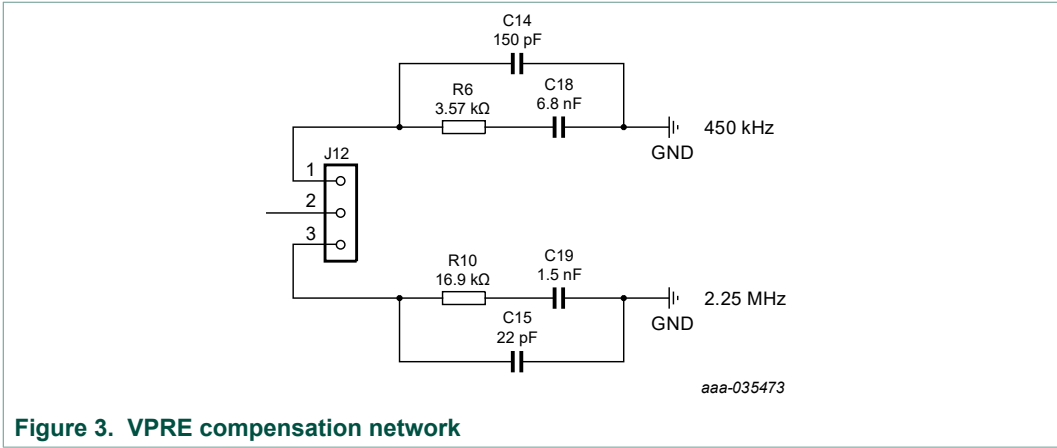 C14
150 pF
R6
3.57 kΩ
C18
6.8 nF
450 kHz
GND
J12
1
2
3
R10
16.9 kΩ
C19
1.5 nF
2.25 MHz
GND
C15
22 pF
aaa-035473
Figure 3. VPRE compensation network